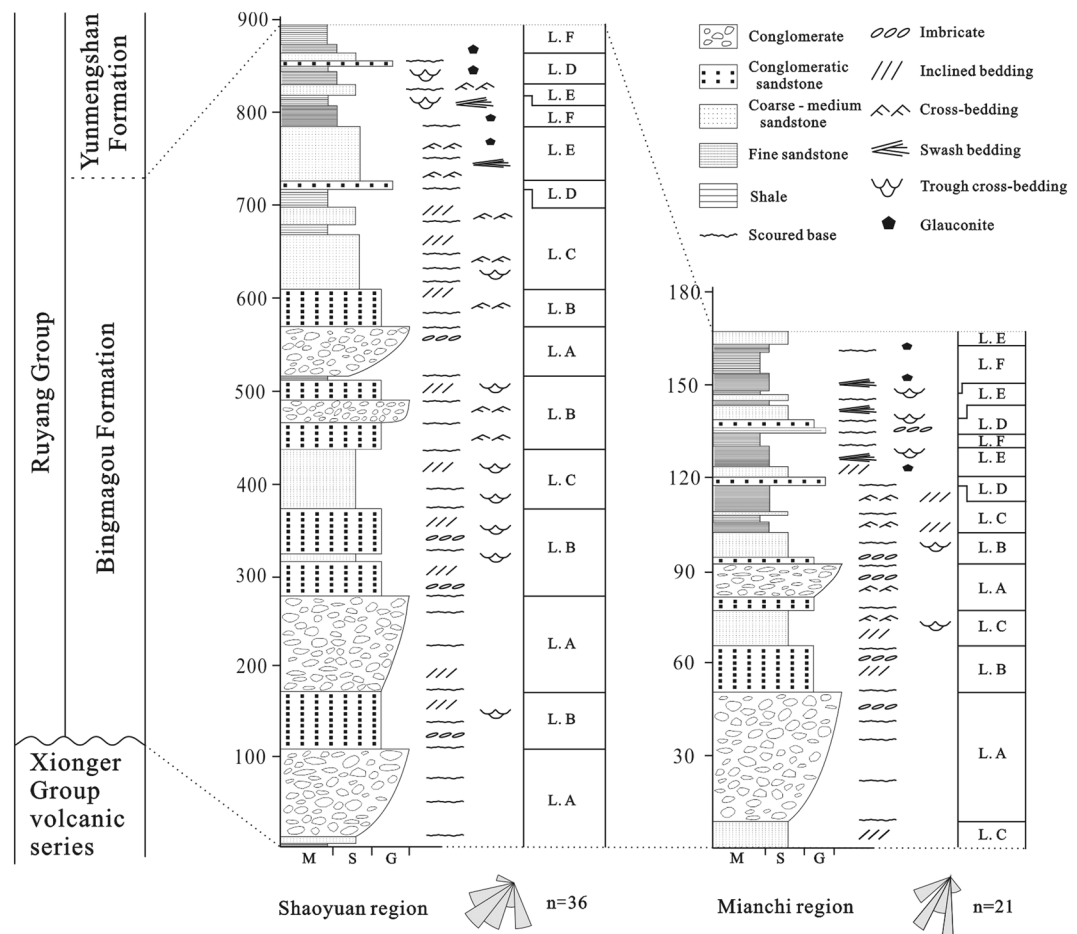 Ruyang Group
Yunmengshan
Formation
Bingmagou Formation
Xionger
Group
volcanic
series
900
800
700
600
500
400
300
200
100
M S G
L. F
L. D
L. E
L. F
L. E
L. D
L. C
L. B
L. A
L. B
L. C
L. B
L. A
L. B
L. A
Shaoyuan region
n=36
Conglomerate
Conglomeratic
sandstone
Coarse - medium
sandstone
Fine sandstone
Shale
Scoured base
Imbricate
Inclined bedding
Cross-bedding
Swash bedding
Trough cross-bedding
Glauconite
180
150
120
90
60
30
M S G
L. E
L. F
L. E
L. D
L. F
L. E
L. D
L. C
L. B
L. A
L. C
L. B
L. A
L. C
Mianchi region
n=21